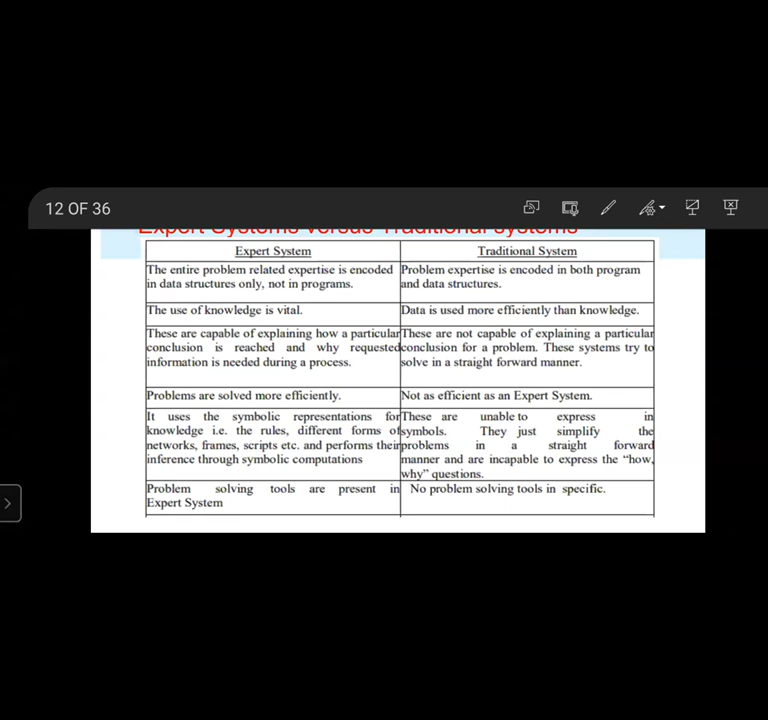 12 OF 36
Expert Systems versus Traditional systems
Expert System
Traditional System
The entire problem related expertise is encoded
in data structures only, not in programs.
Problem expertise is encoded in both program
and data structures.
The use of knowledge is vital.
Data is used more efficiently than knowledge.
These are capable of explaining how a particular
conclusion is reached and why requested
information is needed during a process.
These are not capable of explaining a particular
conclusion for a problem. These systems try to
solve in a straight forward manner.
Problems are solved more efficiently.
Not as efficient as an Expert System.
It uses the symbolic representations for
knowledge i.e. the rules, different forms of
networks, frames, scripts etc. and performs their
inference through symbolic computations
These are unable to express in
symbols. They just simplify the
problems in a straight forward
manner and are incapable to express the “how,
why” questions.
Problem solving tools are present in
Expert System
No problem solving tools in specific.